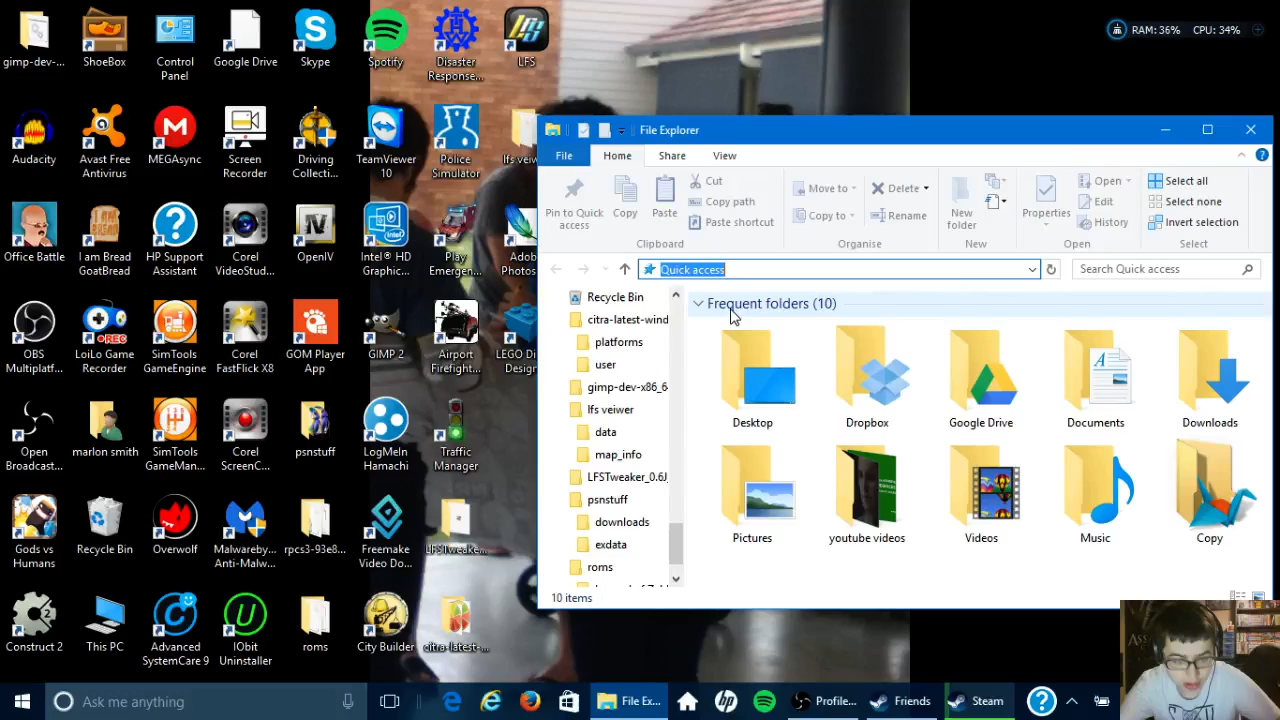 gimp-dev-...
ShoeBox
Control
Panel
Google Drive
Skype
Spotify
Disaster
Response...
LFS
Audacity
Avast Free
Antivirus
MEGAsync
Screen
Recorder
Driving
Collecti...
TeamViewer
10
Police
Simulator
lfs veiwer
Office Battle
I am Bread
GoatBread
HP Support
Assistant
Corel
VideoStud...
OpenIV
Intel® HD
Graphic...
Play
Emergen...
Adob
Photos
OBS
Multiplatf...
LoiLo Game
Recorder
SimTools
GameEngine
Corel
FastFlick X8
GOM Player
App
GIMP 2
Airport
Firefight...
LEGO Di
Design
Open
Broadcast...
marlon smith
SimTools
GameMan...
Corel
ScreenC...
psnstuff
LogMeIn
Hamachi
Traffic
Manager
Gods vs
Humans
Recycle Bin
Overwolf
Malwareby...
Anti-Malw...
rpcs3-93e8...
Freemake
Video Do...
LFSTweake...
Construct 2
This PC
Advanced
SystemCare 9
IObit
Uninstaller
roms
City Builder
citra-latest-...
RAM: 36% CPU: 34%
File Explorer
File Home Share View
Pin to Quick
access
Copy
Paste
Cut
Copy path
Paste shortcut
Clipboard
Move to
Copy to
Delete
Rename
Organise
New
folder
New
Properties
Open
Edit
History
Open
Select all
Select none
Invert selection
Select
Quick access
Search Quick access
Recycle Bin
citra-latest-wind
platforms
user
gimp-dev-x86_6
lfs veiwer
data
map_info
LFSTweaker_0.6J
psnstuff
downloads
exdata
roms
Frequent folders (10)
Desktop
Dropbox
Google Drive
Documents
Downloads
Pictures
youtube videos
Videos
Music
Copy
10 items
Ask me anything
File Ex...
Profile...
Friends
Steam